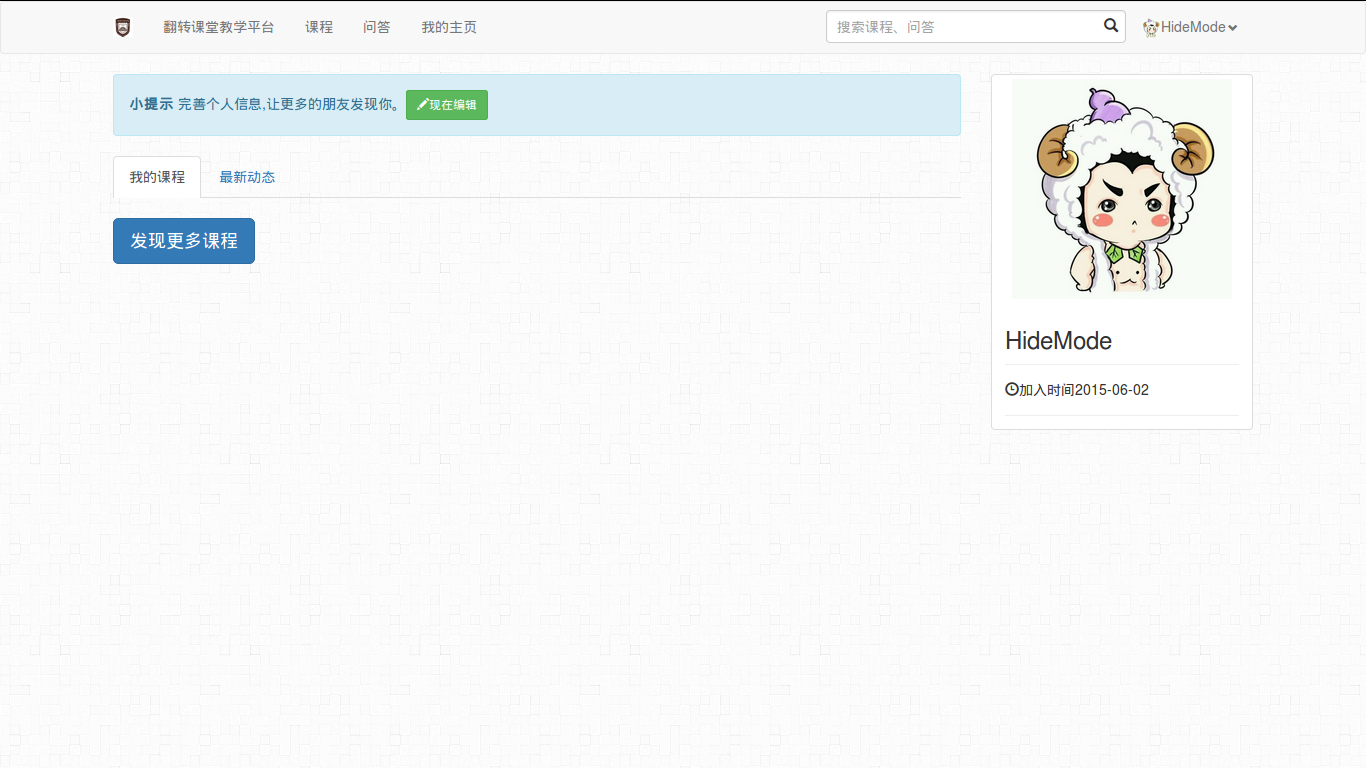 翻转课堂教学平台 课程 问答 我的主页 搜索课程、问答 HideMode
小提示 完善个人信息,让更多的朋友发现你。 现在编辑
我的课程 最新动态
发现更多课程
HideMode
加入时间2015-06-02